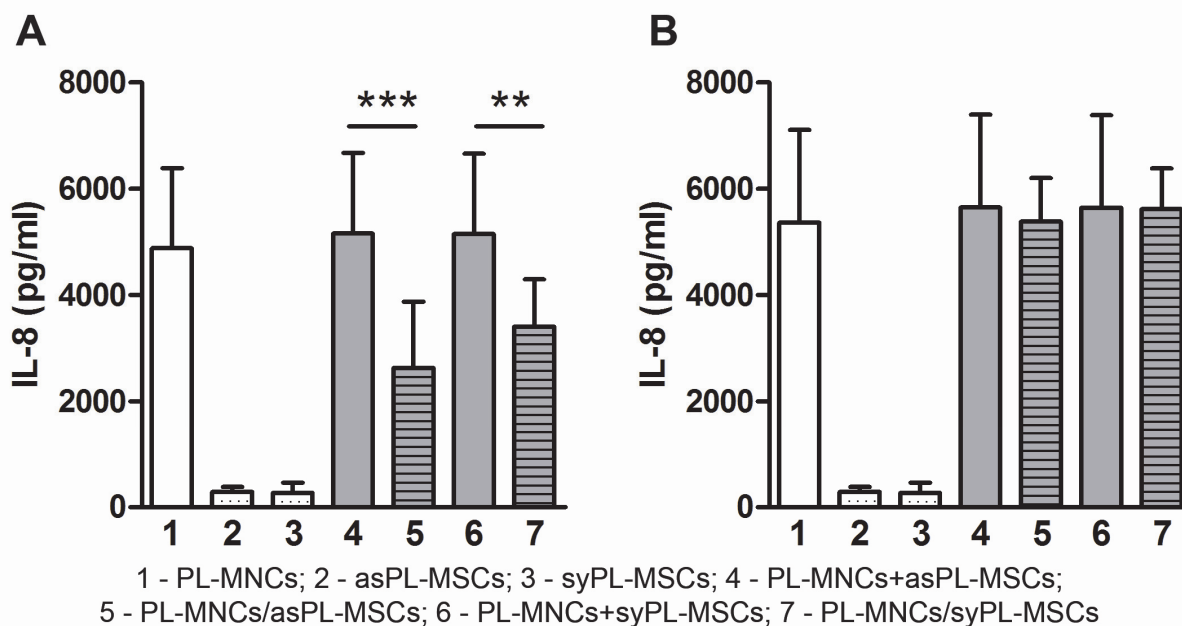 A
B
IL-8 (pg/ml)
8000
6000
4000
2000
0
***
**
1 2 3 4 5 6 7
IL-8 (pg/ml)
8000
6000
4000
2000
0
1 2 3 4 5 6 7
1 - PL-MNCs; 2 - asPL-MSCs; 3 - syPL-MSCs; 4 - PL-MNCs+asPL-MSCs;
5 - PL-MNCs/asPL-MSCs; 6 - PL-MNCs+syPL-MSCs; 7 - PL-MNCs/syPL-MSCs